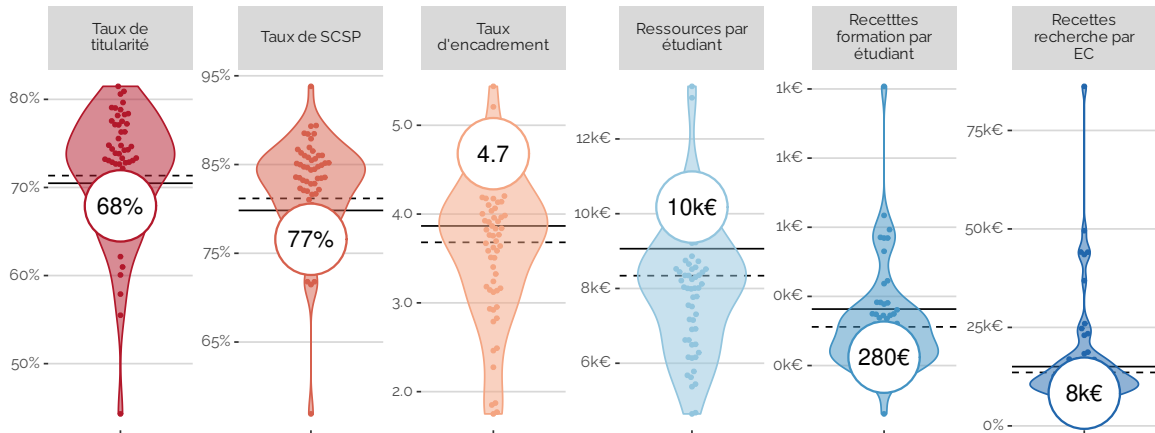 Taux de
titularité
80%
70%
60%
50%
68%
Taux de SCSP
95%
85%
75%
65%
77%
Taux
d'encadrement
5.0
4.0
3.0
2.0
4.7
Ressources par
étudiant
12k€
10k€
8k€
6k€
10k€
Recetttes
formation par
étudiant
1k€
1k€
1k€
0k€
0k€
280€
Recettes
recherche par
EC
75k€
50k€
25k€
0%
8k€